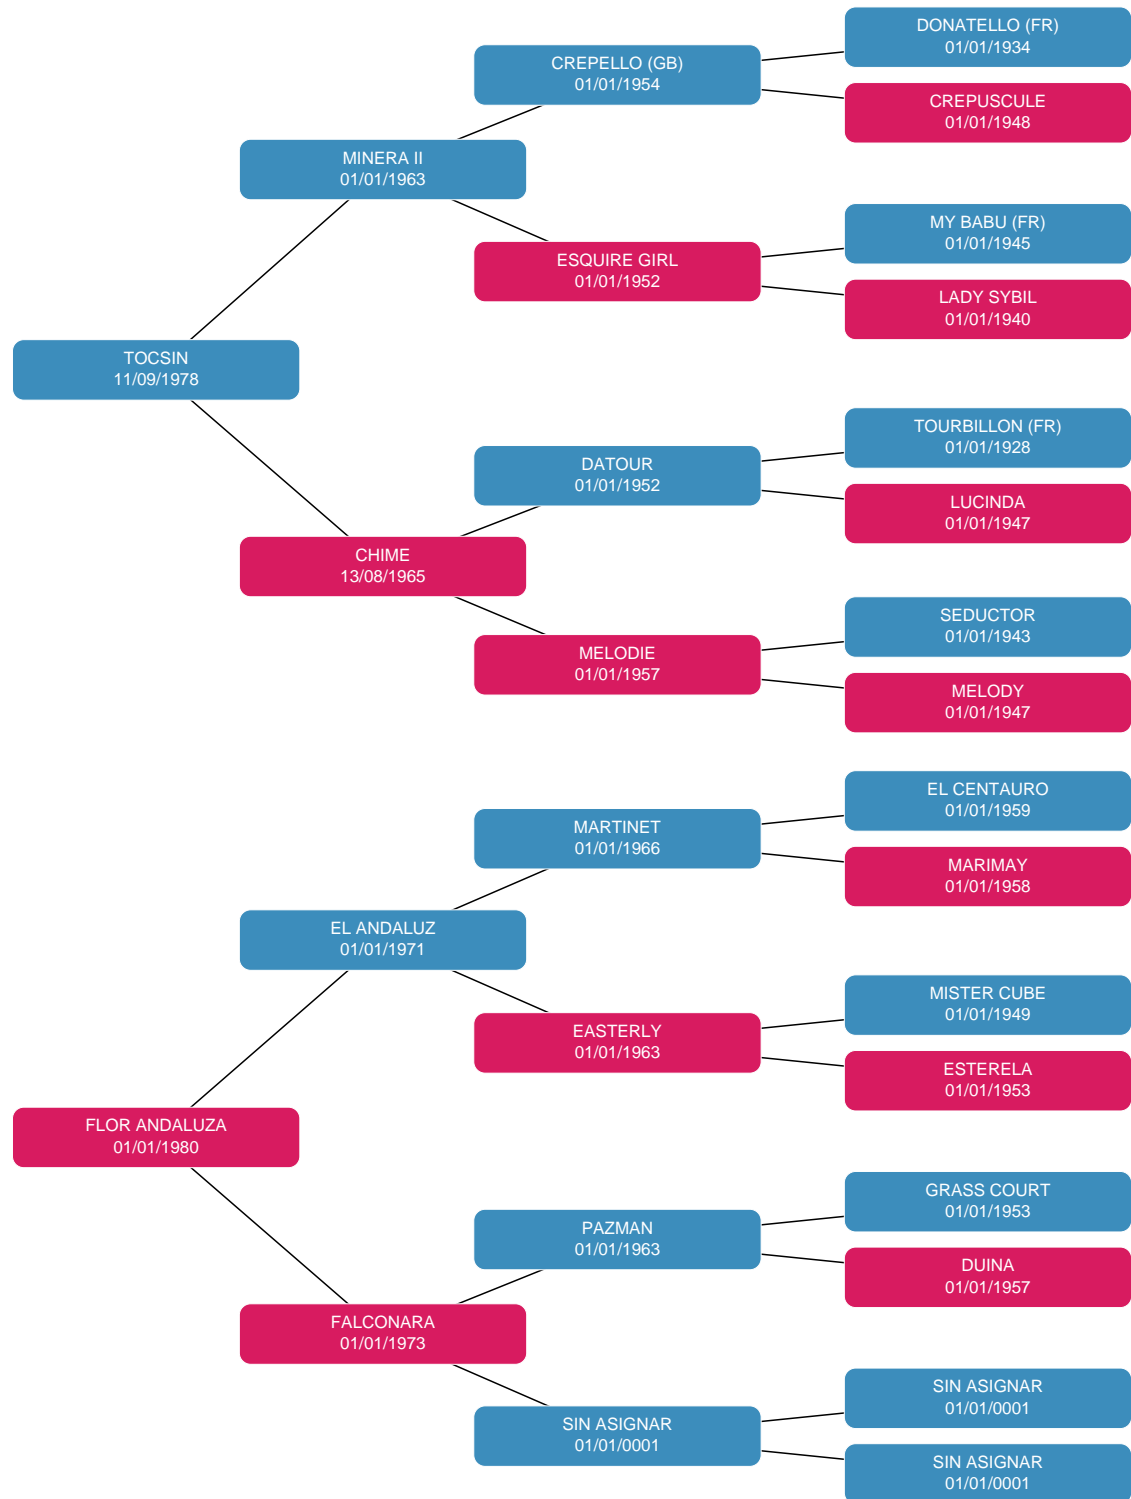 DONATELLO (FR)
01/01/1934
CREPELLO (GB)
01/01/1954
CREPUSCULE
01/01/1948
MINERA II
01/01/1963
MY BABU (FR)
01/01/1945
ESQUIRE GIRL
01/01/1952
LADY SYBIL
01/01/1940
TOCSIN
11/09/1978
TOURBILLON (FR)
01/01/1928
DATOUR
01/01/1952
LUCINDA
01/01/1947
CHIME
13/08/1965
SEDUCTOR
01/01/1943
MELODIE
01/01/1957
MELODY
01/01/1947
EL CENTAURO
01/01/1959
MARTINET
01/01/1966
MARIMAY
01/01/1958
EL ANDALUZ
01/01/1971
MISTER CUBE
01/01/1949
EASTERLY
01/01/1963
ESTERELA
01/01/1953
FLOR ANDALUZA
01/01/1980
GRASS COURT
01/01/1953
PAZMAN
01/01/1963
DUINA
01/01/1957
FALCONARA
01/01/1973
SIN ASIGNAR
01/01/0001
SIN ASIGNAR
01/01/0001
SIN ASIGNAR
01/01/0001